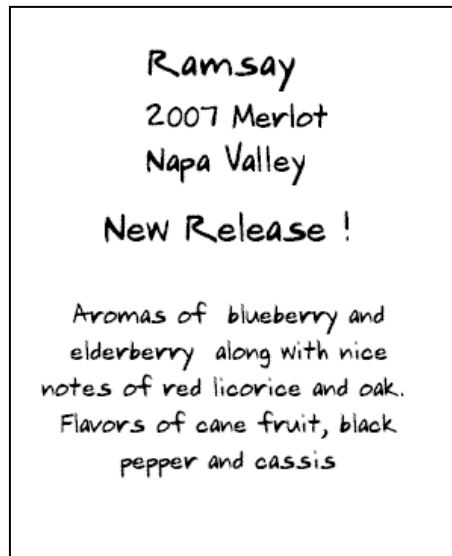 Ramsay
2007 Merlot
Napa Valley
New Release !
Aromas of blueberry and
elderberry along with nice
notes of red licorice and oak.
Flavors of cane fruit, black
pepper and cassis